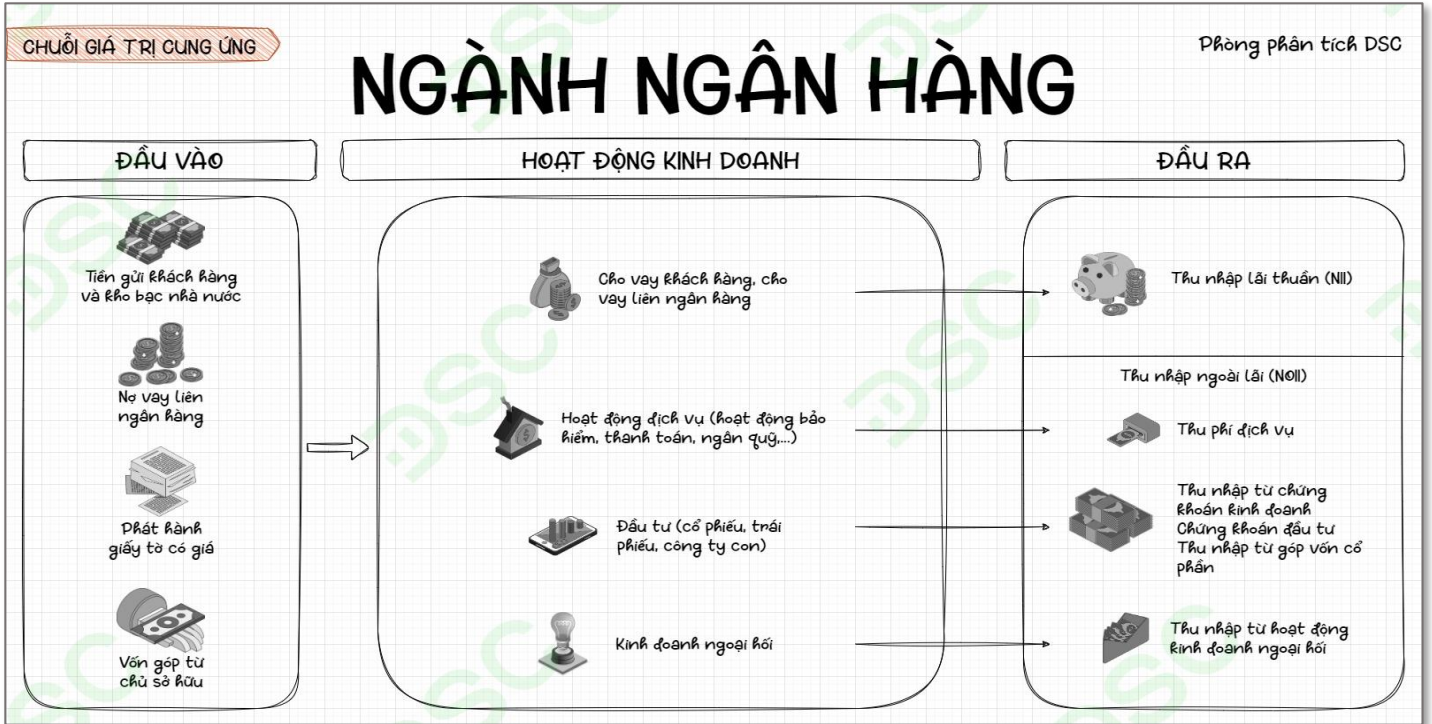 CHUỖI GIÁ TRỊ CUNG ỨNG
NGÀNH NGÂN HÀNG
Phòng phân tích DSC
ĐẦU VÀO
HOẠT ĐỘNG KINH DOANH
ĐẦU RA
Tiền gửi khách hàng
và kho bạc nhà nước
Nợ vay liên
ngân hàng
Phát hành
giấy tờ có giá
Vốn góp từ
chủ sở hữu
Cho vay khách hàng, cho
vay liên ngân hàng
Hoạt động dịch vụ (hoạt động bảo
hiểm, thanh toán, ngân quỹ,...)
Đầu tư (cổ phiếu, trái
phiếu, công ty con)
Kinh doanh ngoại hối
Thu nhập lãi thuần (NII)
Thu nhập ngoài lãi (NOII)
Thu phí dịch vụ
Thu nhập từ chứng
khoán kinh doanh
Chứng khoán đầu tư
Thu nhập từ góp vốn cổ
phần
Thu nhập từ hoạt động
kinh doanh ngoại hối
DSC
DSC
DSC
DSC
DSC